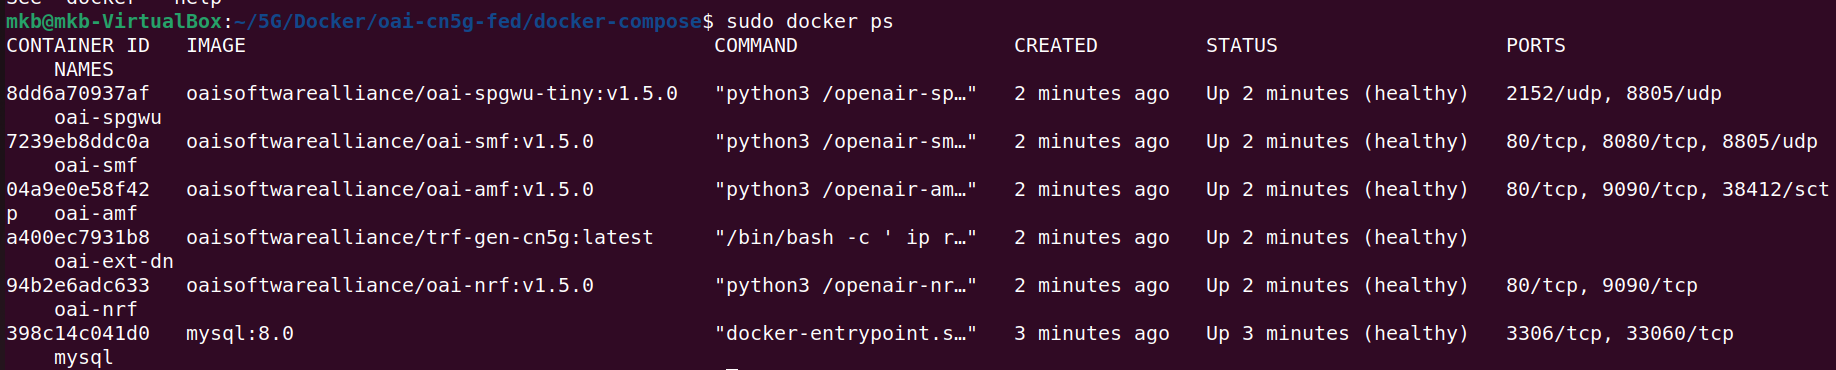 See 'docker --help'
mkb@mkb-VirtualBox:~/5G/Docker/oai-cn5g-fed/docker-compose$ sudo docker ps
CONTAINER ID   IMAGE                                       COMMAND                  CREATED         STATUS                   PORTS
    NAMES
8dd6a70937af   oaisoftwarealliance/oai-spgwu-tiny:v1.5.0   "python3 /openair-sp…"   2 minutes ago   Up 2 minutes (healthy)   2152/udp, 8805/udp
    oai-spgwu
7239eb8ddc0a   oaisoftwarealliance/oai-smf:v1.5.0          "python3 /openair-sm…"   2 minutes ago   Up 2 minutes (healthy)   80/tcp, 8080/tcp, 8805/udp
    oai-smf
04a9e0e58f42   oaisoftwarealliance/oai-amf:v1.5.0          "python3 /openair-am…"   2 minutes ago   Up 2 minutes (healthy)   80/tcp, 9090/tcp, 38412/sct
p   oai-amf
a400ec7931b8   oaisoftwarealliance/trf-gen-cn5g:latest     "/bin/bash -c ' ip r…"   2 minutes ago   Up 2 minutes (healthy)
    oai-ext-dn
94b2e6adc633   oaisoftwarealliance/oai-nrf:v1.5.0          "python3 /openair-nr…"   2 minutes ago   Up 2 minutes (healthy)   80/tcp, 9090/tcp
    oai-nrf
398c14c041d0   mysql:8.0                                   "docker-entrypoint.s…"   3 minutes ago   Up 3 minutes (healthy)   3306/tcp, 33060/tcp
    mysql